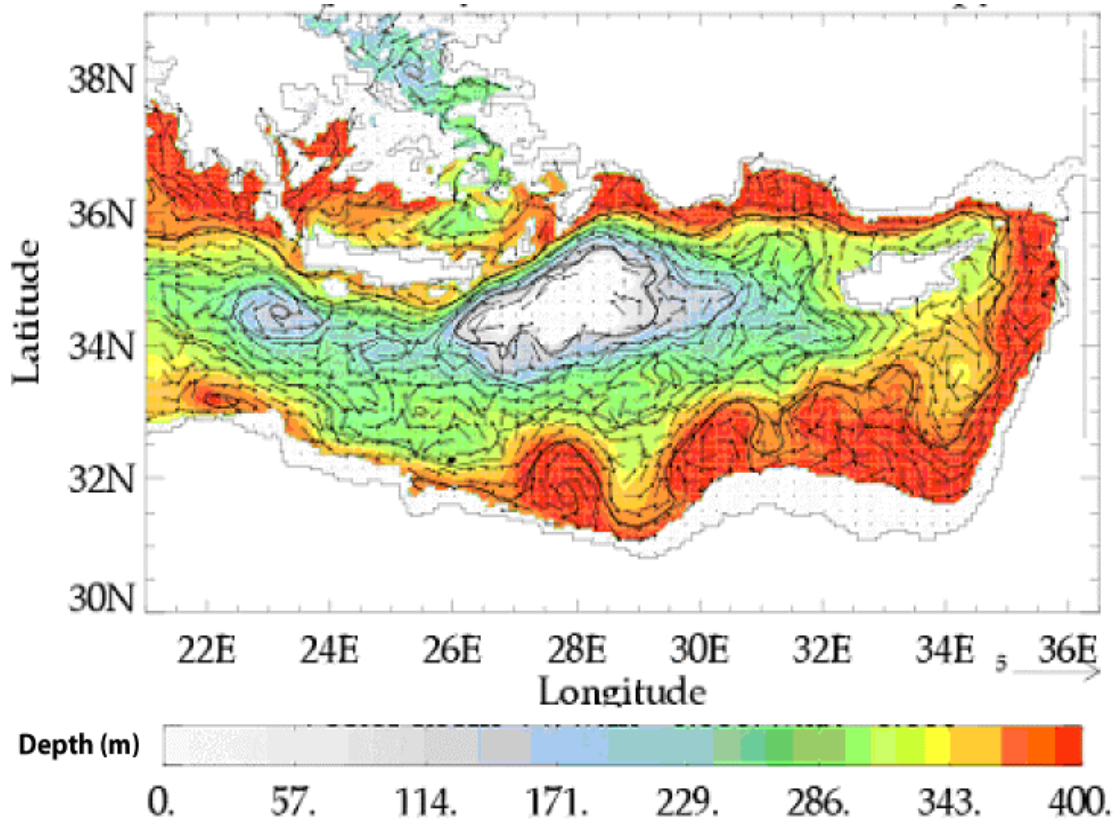 38N
36N
34N
32N
30N
Latitude
22E 24E 26E 28E 30E 32E 34E 36E
5
Longitude
Depth (m)
0. 57. 114. 171. 229. 286. 343. 400.